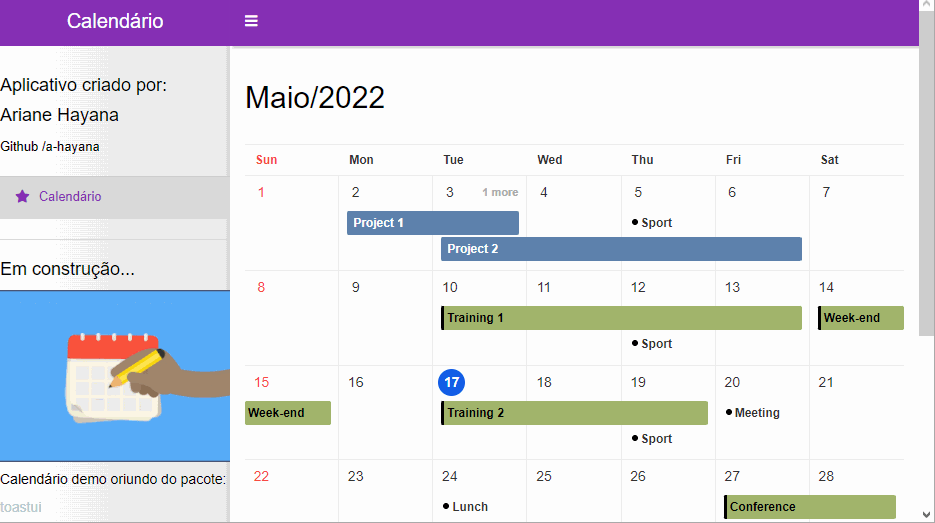 Calendário
Aplicativo criado por:
Ariane Hayana
Github /a-hayana
Calendário
Em construção...
Calendário demo oriundo do pacote:
toastui
Maio/2022
Sun Mon Tue Wed Thu Fri Sat
1 2 3 1 more 4 5 6 7
Project 1 Sport
Project 2
8 9 10 11 12 13 14
Training 1 Week-end
Sport
15 16 17 18 19 20 21
Week-end Training 2 Meeting
Sport
22 23 24 25 26 27 28
Lunch Conference